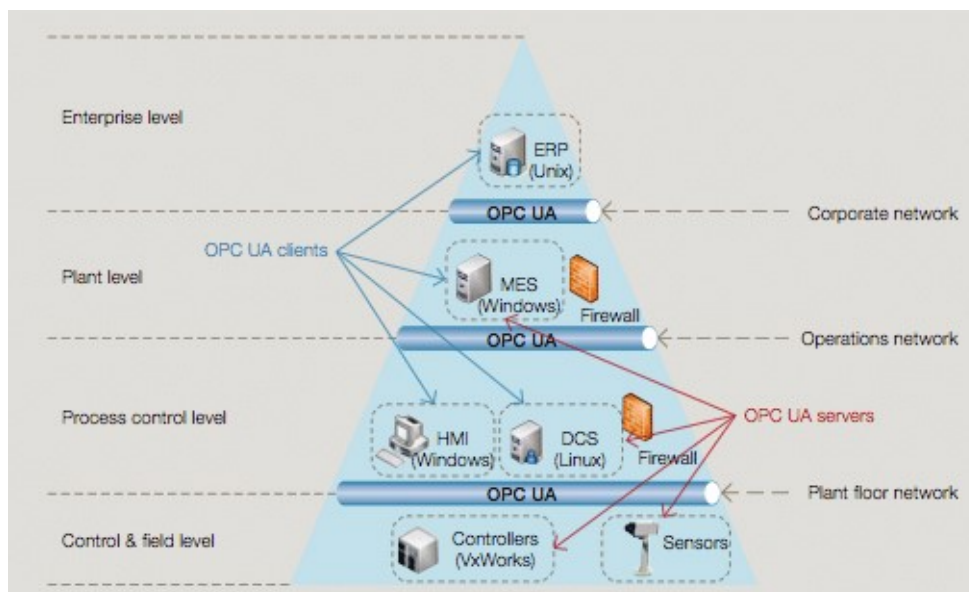 Enterprise level
ERP
(Unix)
OPC UA
Corporate network
OPC UA clients
Plant level
MES
(Windows)
Firewall
OPC UA
Operations network
Process control level
HMI
(Windows)
DCS
(Linux)
Firewall
OPC UA servers
OPC UA
Plant floor network
Control & field level
Controllers
(VxWorks)
Sensors